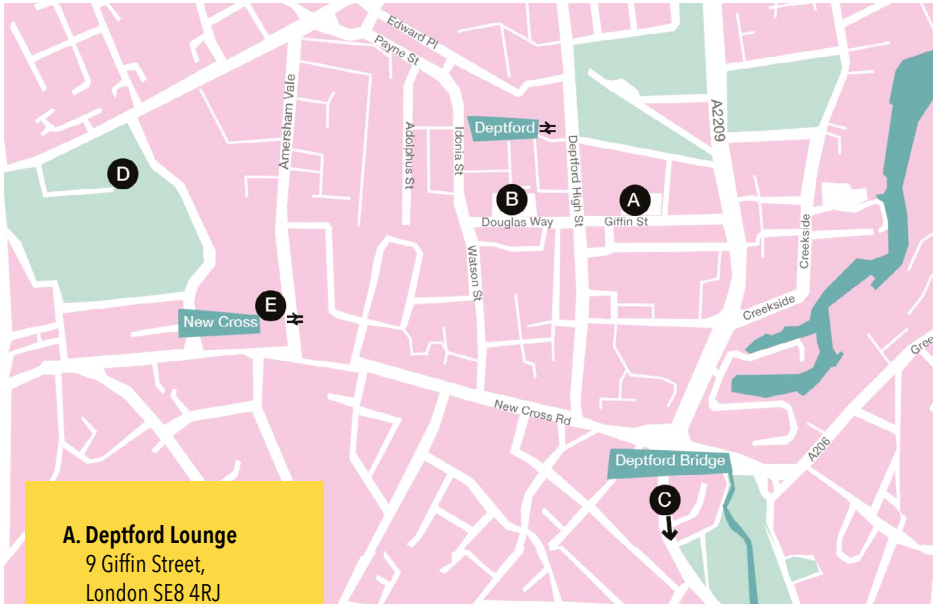 Edward Pl
Payne St
Amersham Vale
Adolphus St
Idonia St
Deptford
Deptford High St
A2209
D
B
A
Douglas Way
Giffin St
Watson St
Creekside
Creekside
E
New Cross
New Cross Rd
Gree
A206
Deptford Bridge
C
A. Deptford Lounge
9 Giffin Street,
London SE8 4RJ